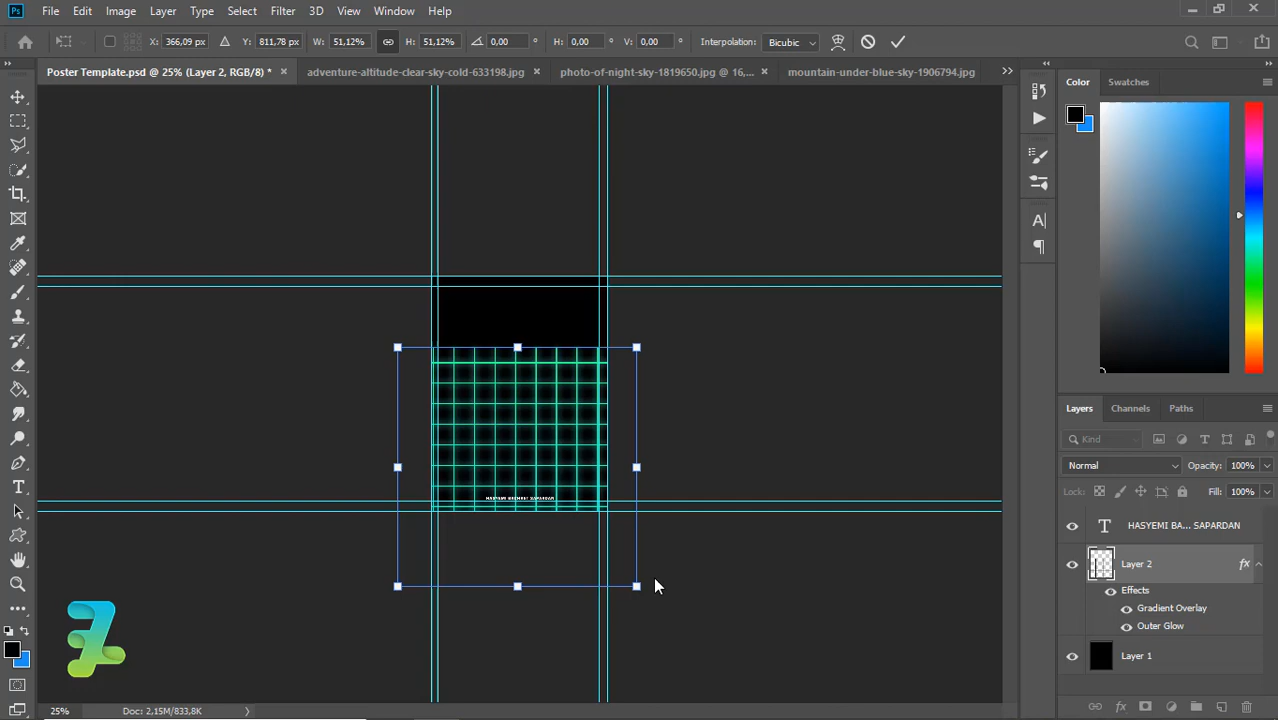 Ps File Edit Image Layer Type Select Filter 3D View Window Help
X: 366,09 px Y: 811,78 px W: 51,12% H: 51,12% 0,00 ° H: 0,00 ° V: 0,00 ° Interpolation: Bicubic
Poster Template.psd @ 25% (Layer 2, RGB/8) * × adventure-altitude-clear-sky-cold-633198.jpg × photo-of-night-sky-1819650.jpg @ 16,... × mountain-under-blue-sky-1906794.jpg
Color Swatches
Layers Channels Paths
Kind
Normal Opacity: 100%
Lock: Fill: 100%
T HASYEMI BA... SAPARDAN
Layer 2 fx
Effects
Gradient Overlay
Outer Glow
Layer 1
25% Doc: 2,15M/833,8K